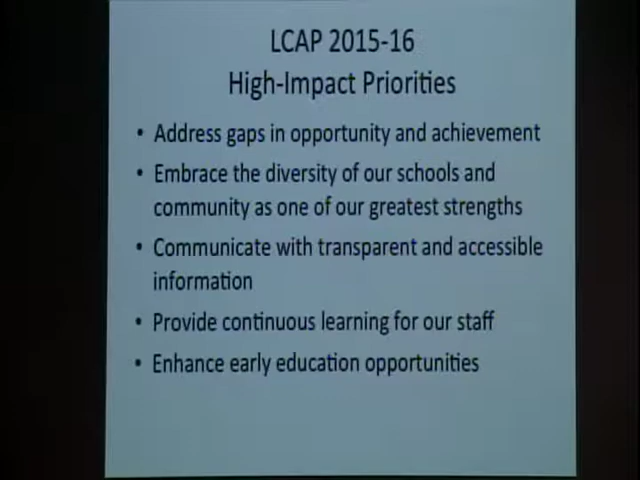 LCAP 2015-16
High-Impact Priorities
• Address gaps in opportunity and achievement
• Embrace the diversity of our schools and
community as one of our greatest strengths
• Communicate with transparent and accessible
information
• Provide continuous learning for our staff
• Enhance early education opportunities